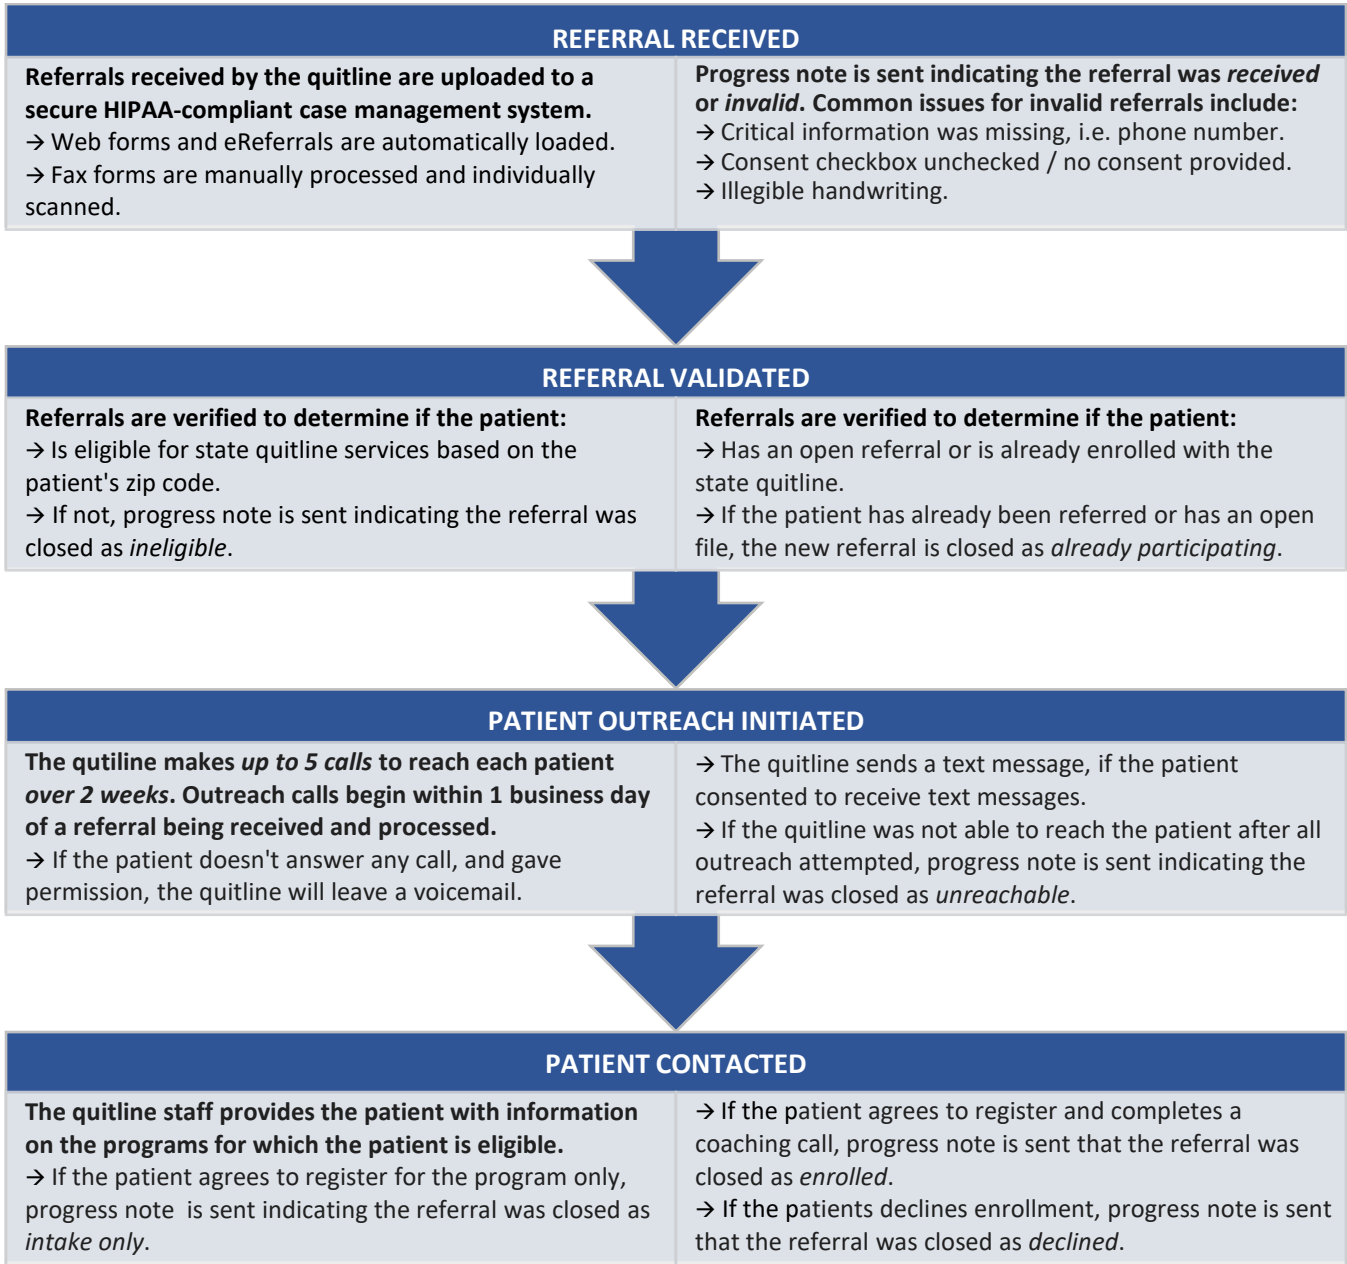 REFERRAL RECEIVED
Referrals received by the quitline are uploaded to a
secure HIPAA-compliant case management system.
→ Web forms and eReferrals are automatically loaded.
→ Fax forms are manually processed and individually
scanned.
Progress note is sent indicating the referral was received
or invalid. Common issues for invalid referrals include:
→ Critical information was missing, i.e. phone number.
→ Consent checkbox unchecked / no consent provided.
→ Illegible handwriting.
REFERRAL VALIDATED
Referrals are verified to determine if the patient:
→ Is eligible for state quitline services based on the
patient's zip code.
→ If not, progress note is sent indicating the referral was
closed as ineligible.
Referrals are verified to determine if the patient:
→ Has an open referral or is already enrolled with the
state quitline.
→ If the patient has already been referred or has an open
file, the new referral is closed as already participating.
PATIENT OUTREACH INITIATED
The qutiline makes up to 5 calls to reach each patient
over 2 weeks. Outreach calls begin within 1 business day
of a referral being received and processed.
→ If the patient doesn't answer any call, and gave
permission, the quitline will leave a voicemail.
→ The quitline sends a text message, if the patient
consented to receive text messages.
→ If the quitline was not able to reach the patient after all
outreach attempted, progress note is sent indicating the
referral was closed as unreachable.
PATIENT CONTACTED
The quitline staff provides the patient with information
on the programs for which the patient is eligible.
→ If the patient agrees to register for the program only,
progress note is sent indicating the referral was closed as
intake only.
→ If the patient agrees to register and completes a
coaching call, progress note is sent that the referral was
closed as enrolled.
→ If the patients declines enrollment, progress note is sent
that the referral was closed as declined.